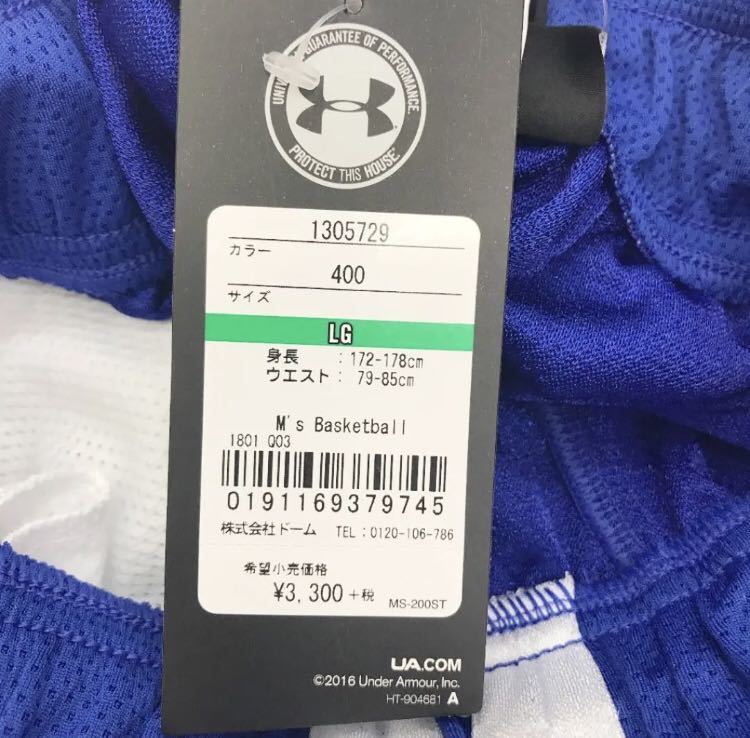 UNIVERSAL GUARANTEE OF PERFORMANCE.
PROTECT THIS HOUSE.
1305729
カラー
400
サイズ
LG
身長 : 172-178cm
ウエスト : 79-85cm
M's Basketball
1801 Q03
0191169379745
株式会社ドーム TEL : 0120-106-786
希望小売価格
¥3,300 +税
MS-200ST
UA.COM
©2016 Under Armour, Inc.
HT-904681 A